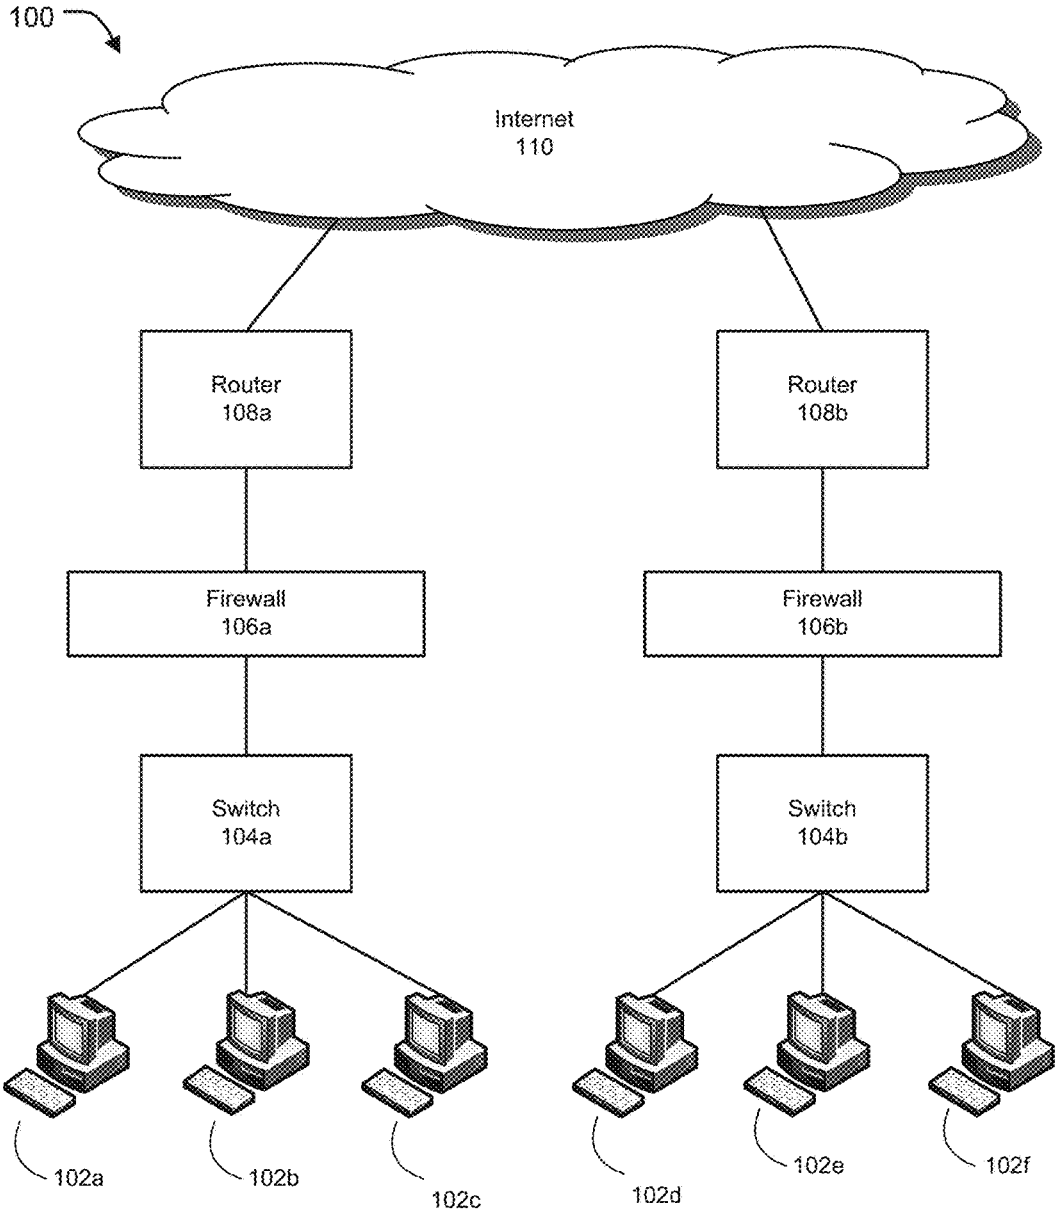 100
Internet
110
Router
108a
Router
108b
Firewall
106a
Firewall
106b
Switch
104a
Switch
104b
102a
102b
102c
102d
102e
102f